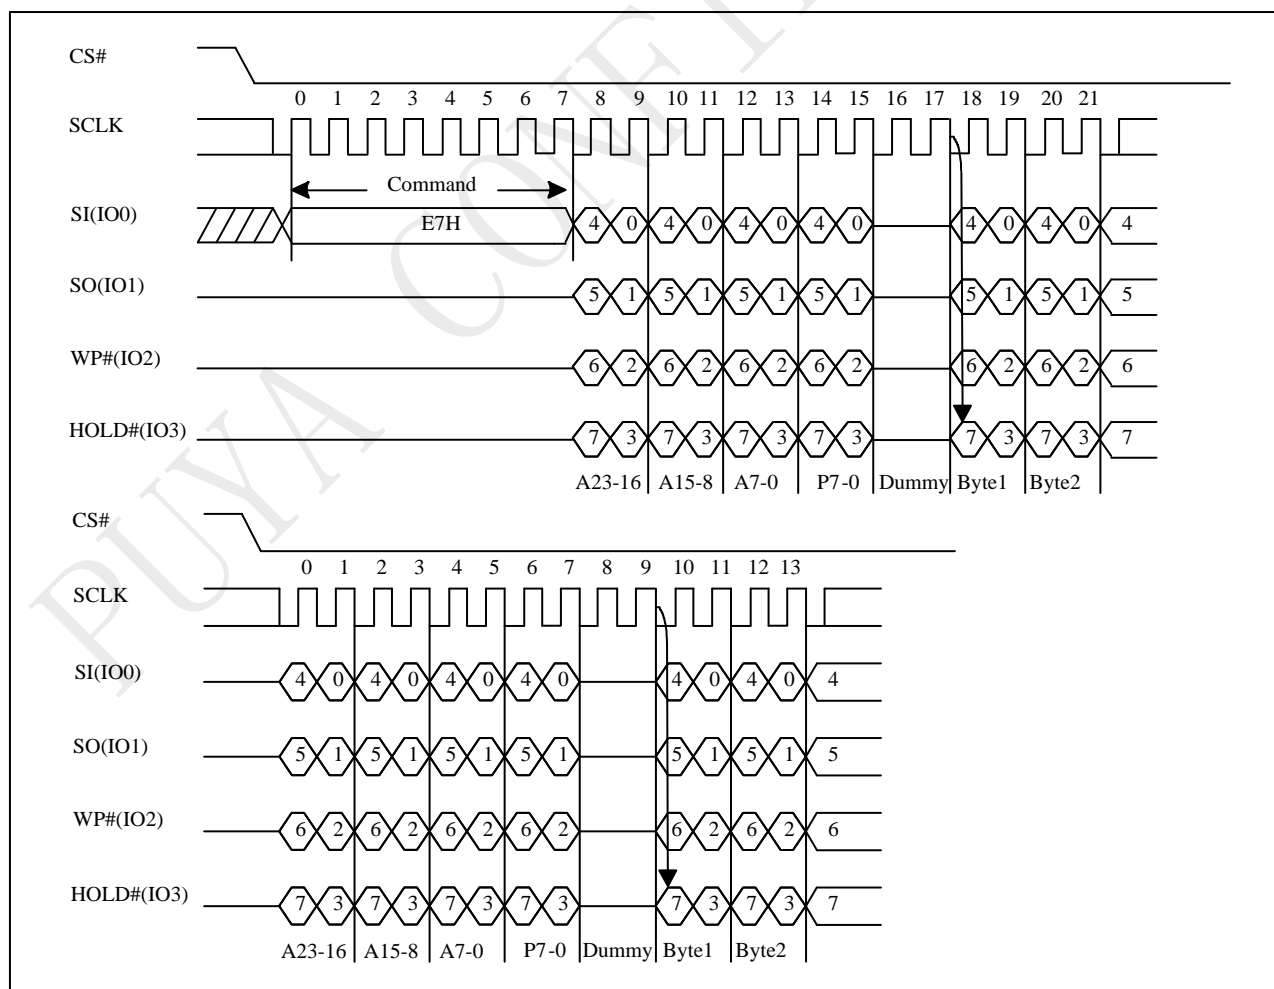 PUYA CONFI
CS#
0 1 2 3 4 5 6 7 8 9 10 11 12 13 14 15 16 17 18 19 20 21
SCLK
Command
SI(IO0) E7H 4 0 4 0 4 0 4 0 4 0 4 0 4
SO(IO1) 5 1 5 1 5 1 5 1 5 1 5 1 5
WP#(IO2) 6 2 6 2 6 2 6 2 6 2 6 2 6
HOLD#(IO3) 7 3 7 3 7 3 7 3 7 3 7 3 7
A23-16 A15-8 A7-0 P7-0 Dummy Byte1 Byte2
CS#
0 1 2 3 4 5 6 7 8 9 10 11 12 13
SCLK
SI(IO0) 4 0 4 0 4 0 4 0 4 0 4 0 4
SO(IO1) 5 1 5 1 5 1 5 1 5 1 5 1 5
WP#(IO2) 6 2 6 2 6 2 6 2 6 2 6 2 6
HOLD#(IO3) 7 3 7 3 7 3 7 3 7 3 7 3 7
A23-16 A15-8 A7-0 P7-0 Dummy Byte1 Byte2